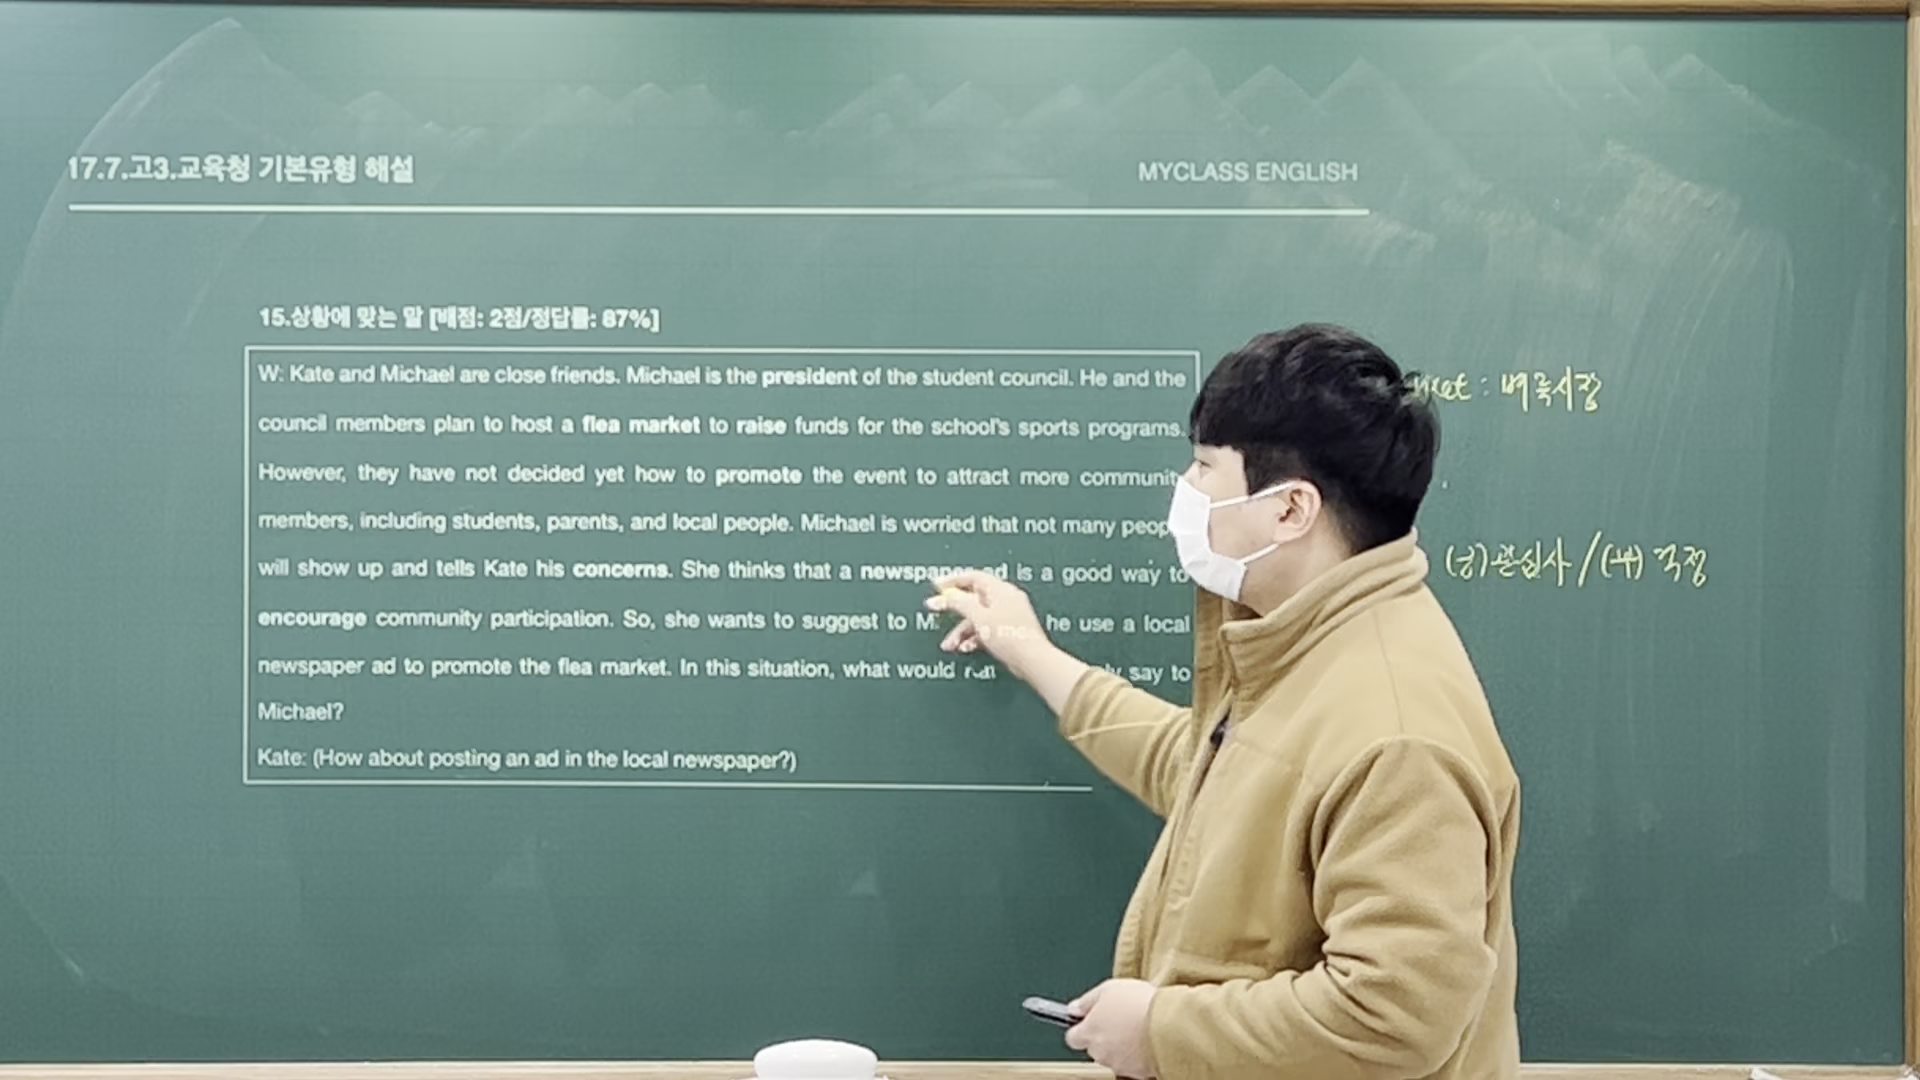 17.7.고3.교육청 기본유형 해설
MYCLASS ENGLISH
15.상황에 맞는 말 [배점: 2점/정답률: 87%]
W: Kate and Michael are close friends. Michael is the president of the student council. He and the
council members plan to host a flea market to raise funds for the school's sports programs.
However, they have not decided yet how to promote the event to attract more
members, including students, parents, and local people. Michael is worried that not many
will show up and tells Kate his concerns. She thinks that a newspaper ad is a good way to
encourage community participation. So, she wants to suggest to he use a local
newspaper ad to promote the flea market. In this situation, what would say to
Michael?
Kate: (How about posting an ad in the local newspaper?)
: 벼룩시장
(긍)관심사 / (부) 걱정